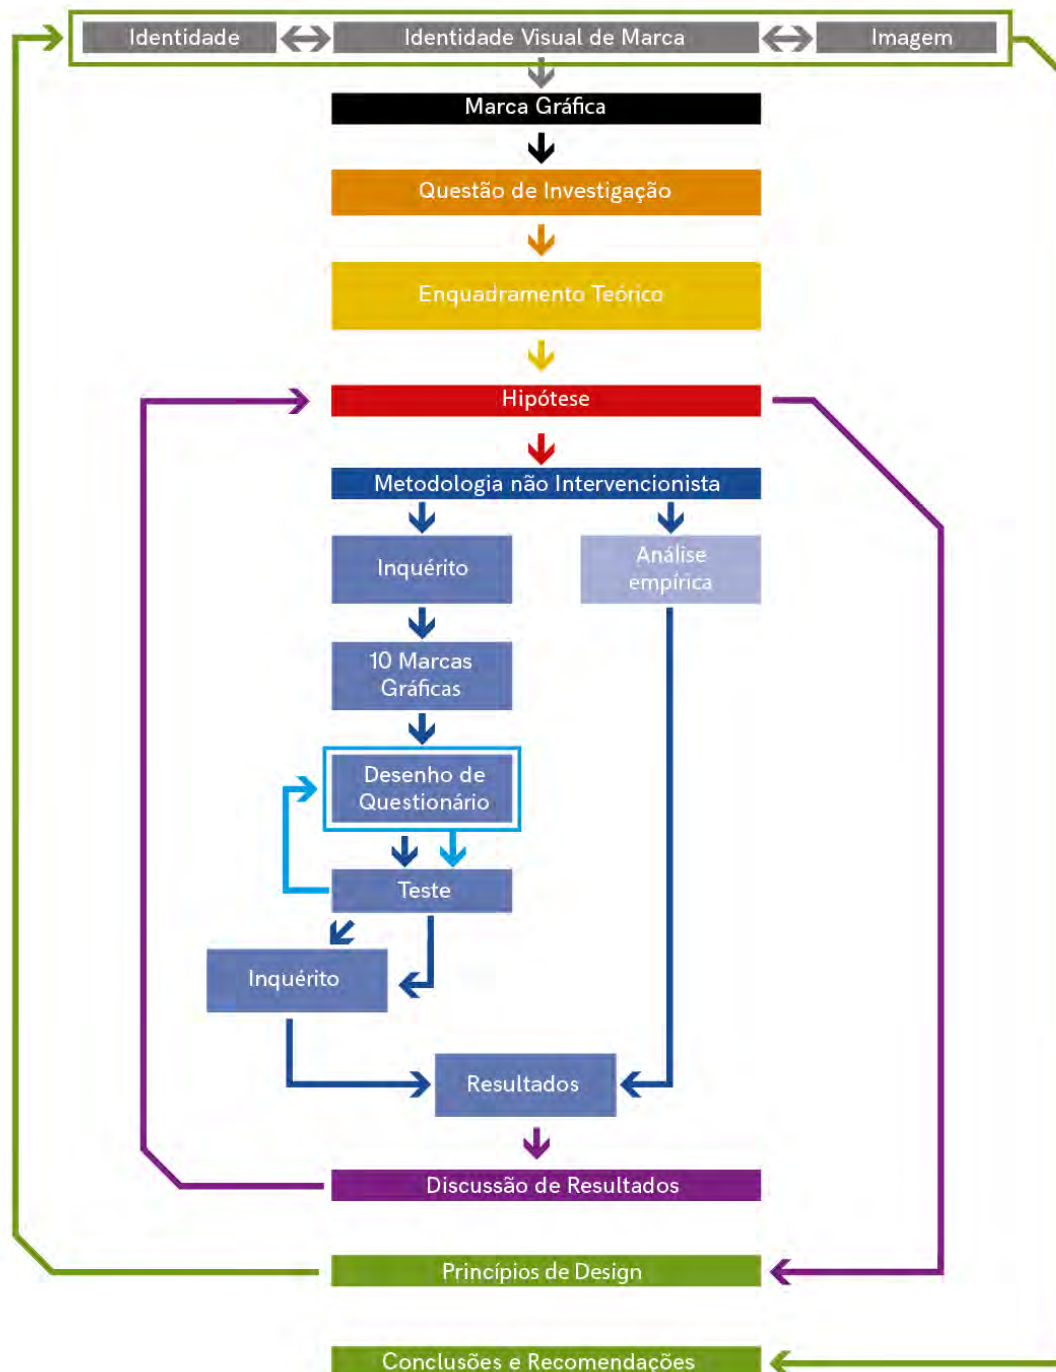 Identidade
Identidade Visual de Marca
Imagem
Marca Gráfica
Questão de Investigação
Enquadramento Teórico
Hipótese
Metodologia não Intervencionista
Inquérito
Análise
empírica
10 Marcas
Gráficas
Desenho de
Questionário
Teste
Inquérito
Resultados
Discussão de Resultados
Princípios de Design
Conclusões e Recomendações